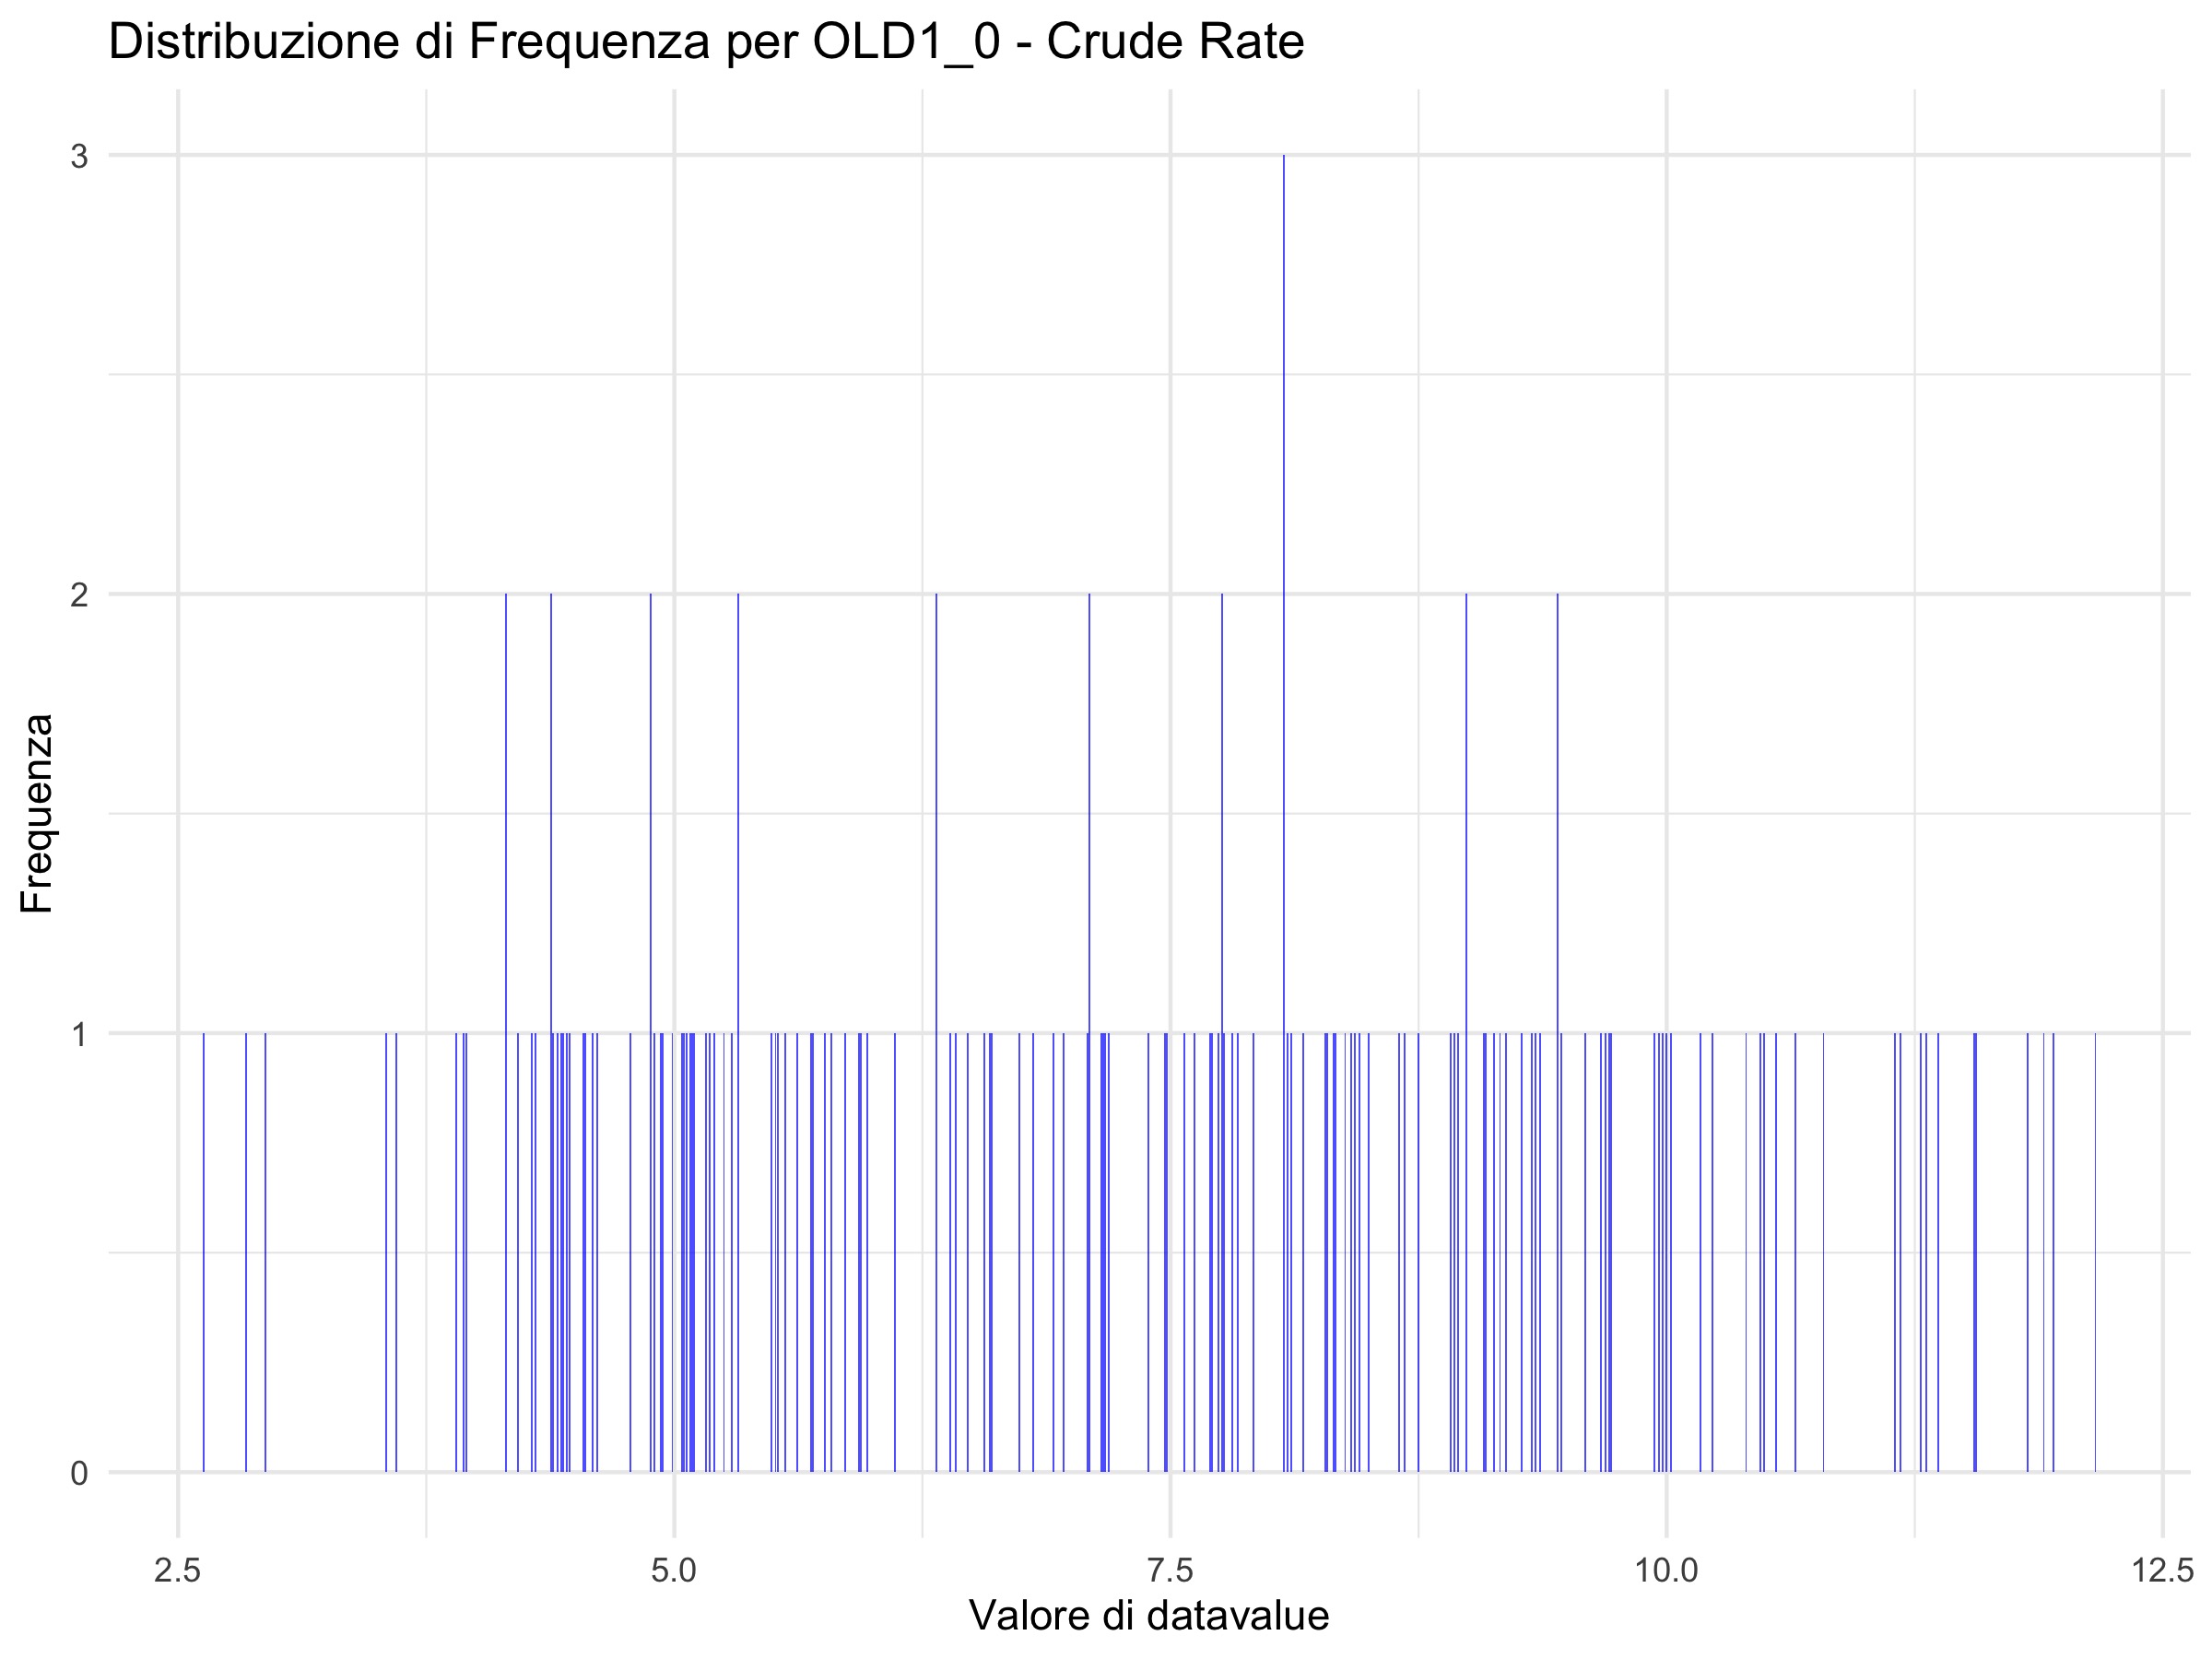 Distribuzione di Frequenza per OLD1_0 - Crude Rate
3
2
1
0
Frequenza
2.5 5.0 7.5 10.0 12.5
Valore di datavalue